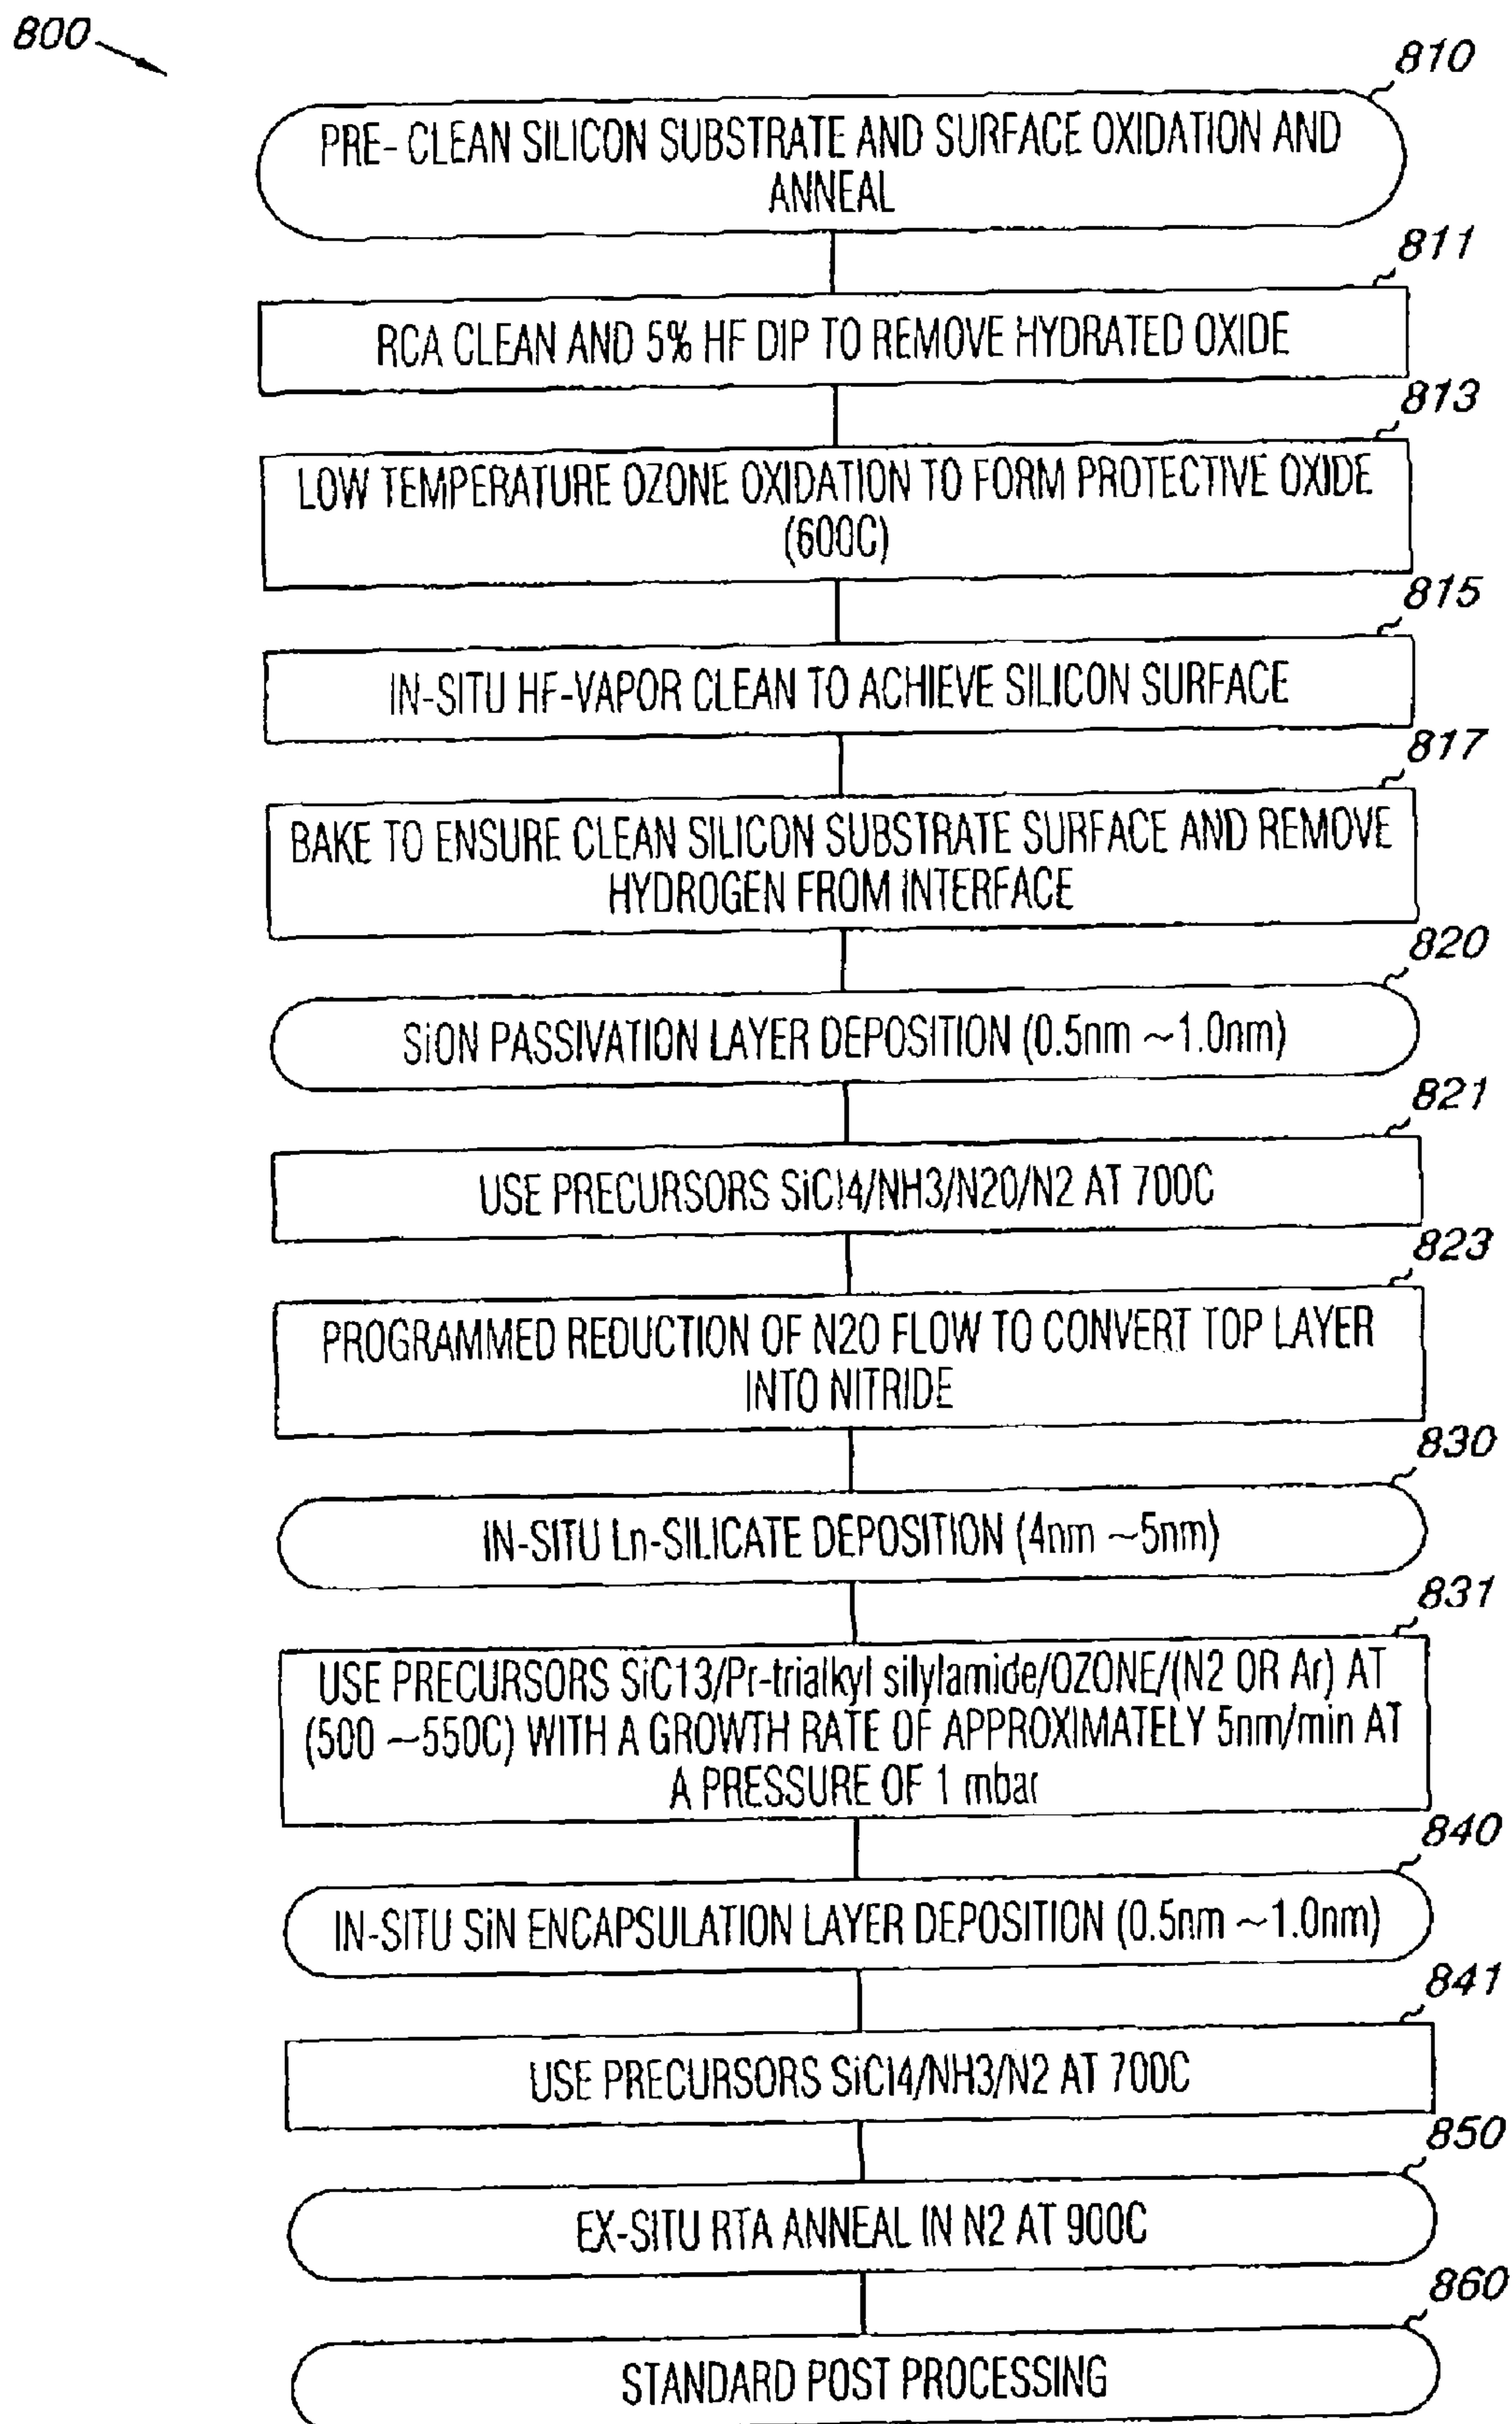 800
810
PRE- CLEAN SILICON SUBSTRATE AND SURFACE OXIDATION AND
ANNEAL
811
RCA CLEAN AND 5% HF DIP TO REMOVE HYDRATED OXIDE
813
LOW TEMPERATURE OZONE OXIDATION TO FORM PROTECTIVE OXIDE
(600C)
815
IN-SITU HF-VAPOR CLEAN TO ACHIEVE SILICON SURFACE
817
BAKE TO ENSURE CLEAN SILICON SUBSTRATE SURFACE AND REMOVE
HYDROGEN FROM INTERFACE
820
SiON PASSIVATION LAYER DEPOSITION (0.5nm ~1.0nm)
821
USE PRECURSORS SiCl4/NH3/N20/N2 AT 700C
823
PROGRAMMED REDUCTION OF N2O FLOW TO CONVERT TOP LAYER
INTO NITRIDE
830
IN-SITU Ln-SILICATE DEPOSITION (4nm ~5nm)
831
USE PRECURSORS SiC13/Pr-trialkyl silylamide/OZONE/(N2 OR Ar) AT
(500 ~550C) WITH A GROWTH RATE OF APPROXIMATELY 5nm/min AT
A PRESSURE OF 1 mbar
840
IN-SITU SiN ENCAPSULATION LAYER DEPOSITION (0.5nm ~1.0nm)
841
USE PRECURSORS SiCl4/NH3/N2 AT 700C
850
EX-SITU RTA ANNEAL IN N2 AT 900C
860
STANDARD POST PROCESSING